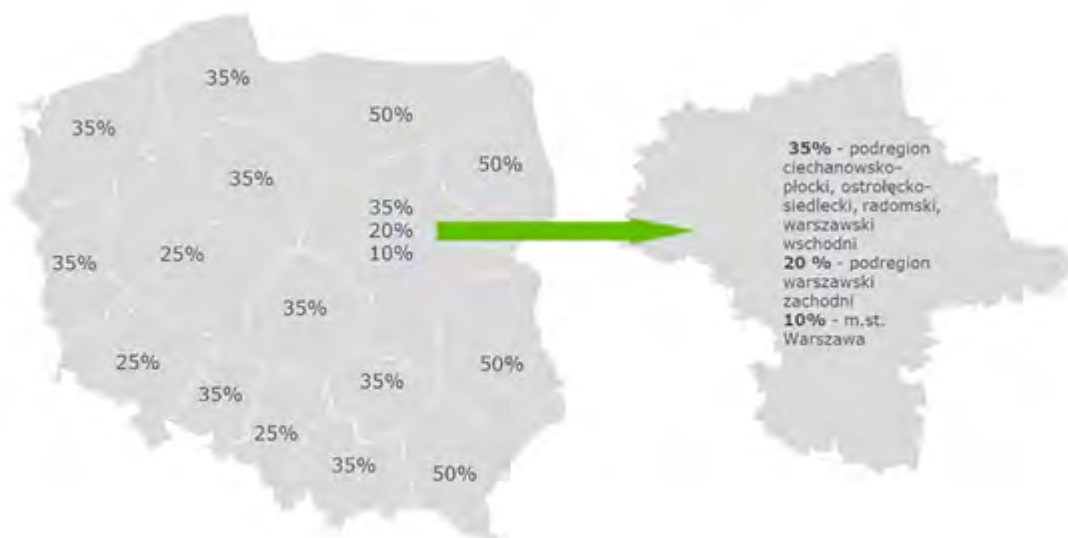 35%
50%
35%
50%
35%
35%
20%
10%
25%
35%
35%
25%
50%
35%
35%
25%
35%
50%
35% - podregion
ciechanowsko-
płocki, ostrołęcko-
siedlecki, radomski,
warszawski
wschodni
20 % - podregion
warszawski
zachodni
10% - m.st.
Warszawa